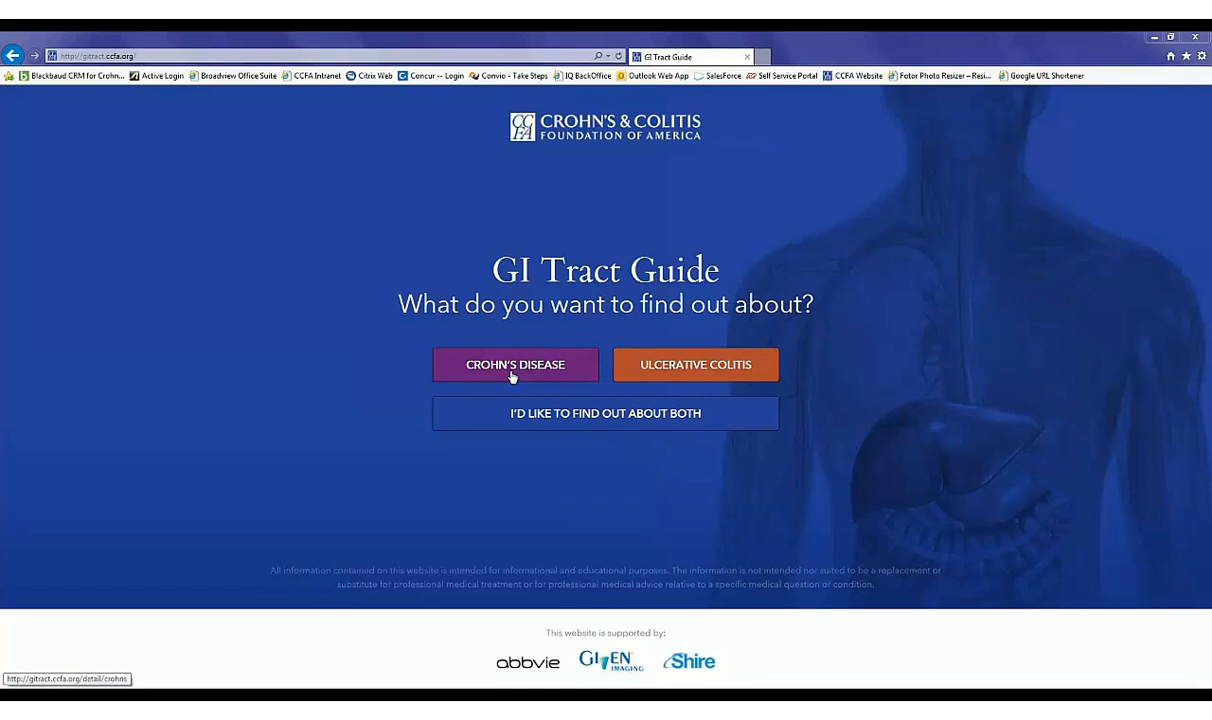 http://gitract.ccfa.org/
GI Tract Guide
Blackbaud CRM for Crohn... Active Login Broadview Office Suite CCFA Intranet Citrix Web Concur -- Login Convio - Take Steps IQ BackOffice Outlook Web App SalesForce Self Service Portal CCFA Website Fotor Photo Resizer – Resi... Google URL Shortener
CCFA
CROHN'S & COLITIS
FOUNDATION OF AMERICA
GI Tract Guide
What do you want to find out about?
CROHN'S DISEASE ULCERATIVE COLITIS
I'D LIKE TO FIND OUT ABOUT BOTH
All information contained on this website is intended for informational and educational purposes. The information is not intended nor suited to be a replacement or
substitute for professional medical treatment or for professional medical advice relative to a specific medical question or condition.
This website is supported by:
abbvie GIVEN IMAGING Shire
http://gitract.ccfa.org/detail/crohns